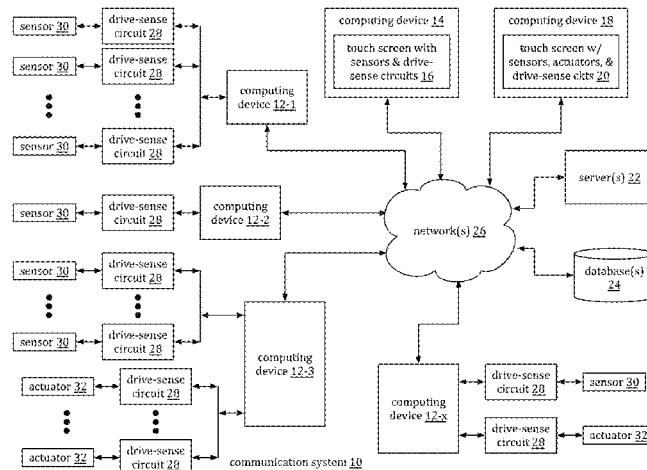 sensor 30
drive-sense
circuit 28
sensor 30
drive-sense
circuit 28
sensor 30
drive-sense
circuit 28
computing
device 12-1
computing device 14
touch screen with
sensors & drive-
sense circuits
16
computing device 18
touch screen w/
sensors, actuators, &
drive-sense ckts
20
sensor 30
drive-sense
circuit 28
computing
device 12-2
network(s) 26
server(s) 22
database(s)
24
sensor 30
drive-sense
circuit 28
sensor 30
drive-sense
circuit 28
computing
device 12-3
actuator 32
drive-sense
circuit 28
actuator 32
drive-sense
circuit 28
computing
device 12-x
drive-sense
circuit 28
sensor 30
drive-sense
circuit 28
actuator 32
communication system 10